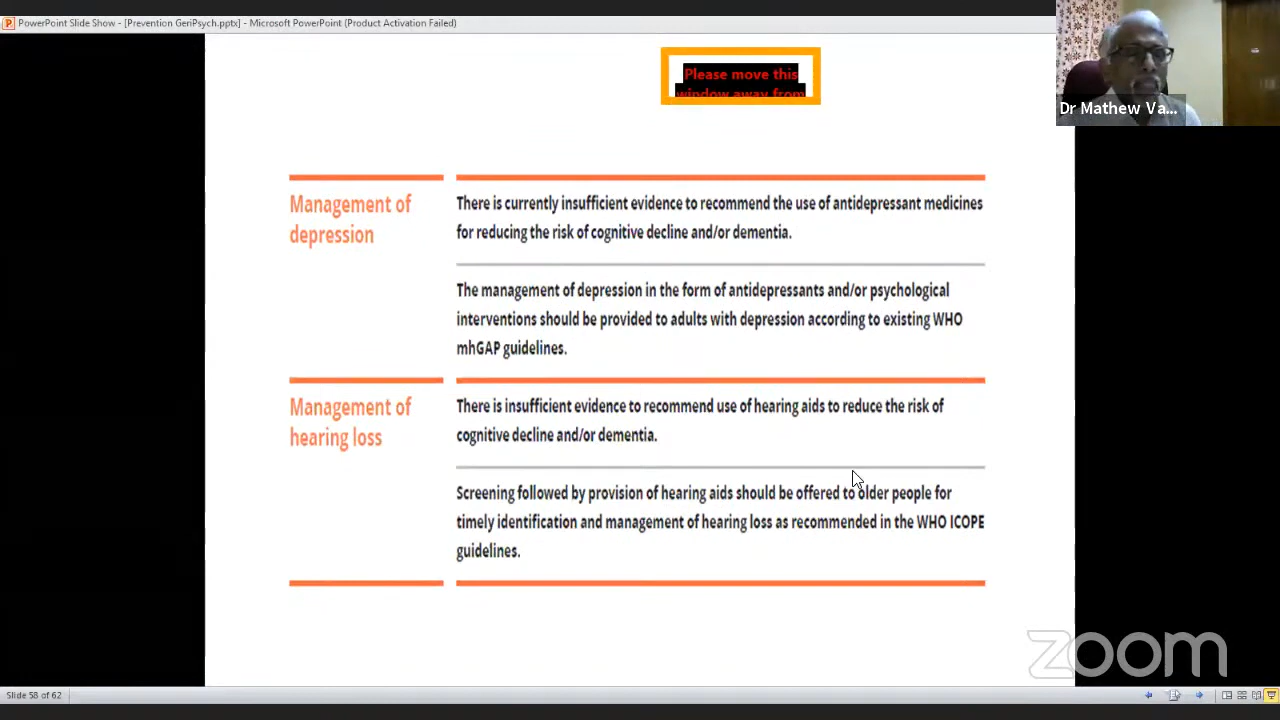 PowerPoint Slide Show - [Prevention GeriPsych.pptx] - Microsoft PowerPoint (Product Activation Failed)
Please move this
window away from
Dr Mathew Va...
Management of
depression
There is currently insufficient evidence to recommend the use of antidepressant medicines
for reducing the risk of cognitive decline and/or dementia.
The management of depression in the form of antidepressants and/or psychological
interventions should be provided to adults with depression according to existing WHO
mhGAP guidelines.
Management of
hearing loss
There is insufficient evidence to recommend use of hearing aids to reduce the risk of
cognitive decline and/or dementia.
Screening followed by provision of hearing aids should be offered to older people for
timely identification and management of hearing loss as recommended in the WHO ICOPE
guidelines.
zoom
Slide 58 of 62